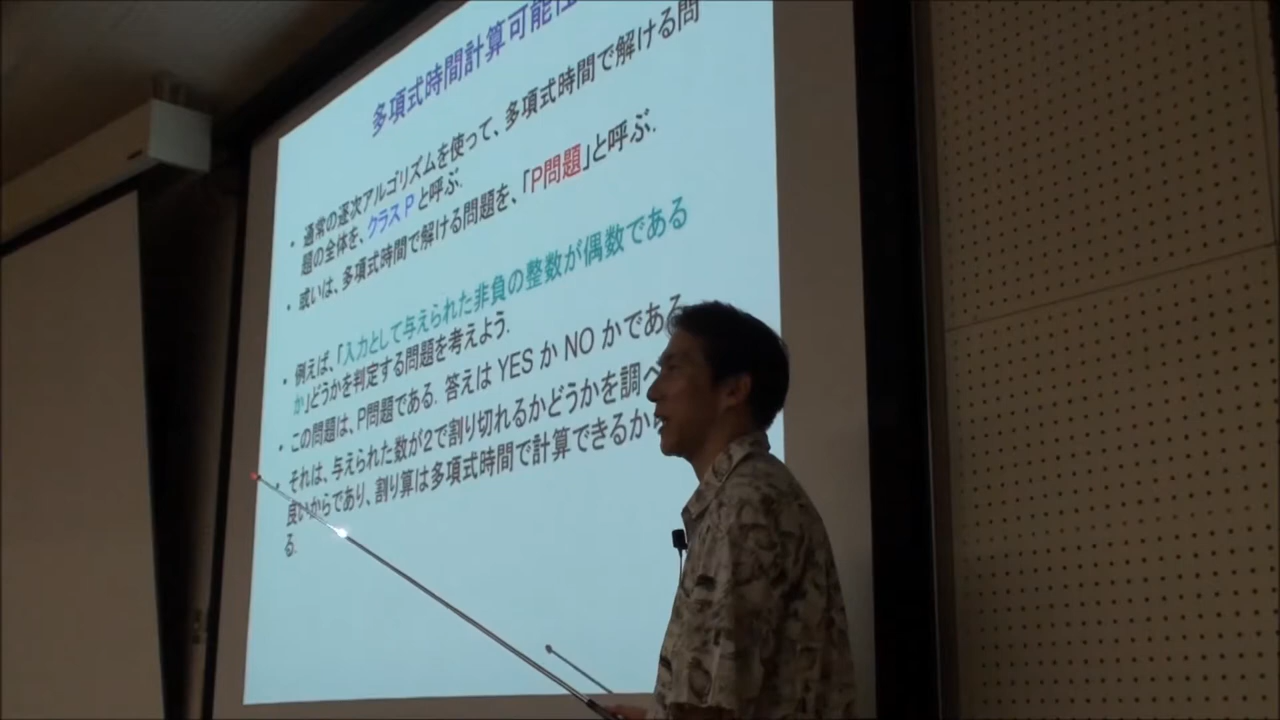 多項式時間計算可能性
• 通常の逐次アルゴリズムを使って、多項式時間で解ける問
題の全体を、クラス P と呼ぶ.
• 或いは、多項式時間で解ける問題を、「P問題」と呼ぶ.
• 例えば、「入力として与えられた非負の整数が偶数である
か」どうかを判定する問題を考えよう.
• この問題は、P問題である. 答えは YES か NO かである
• それは、与えられた数が2で割り切れるかどうかを調べ
良いからであり、割り算は多項式時間で計算できるか
る.